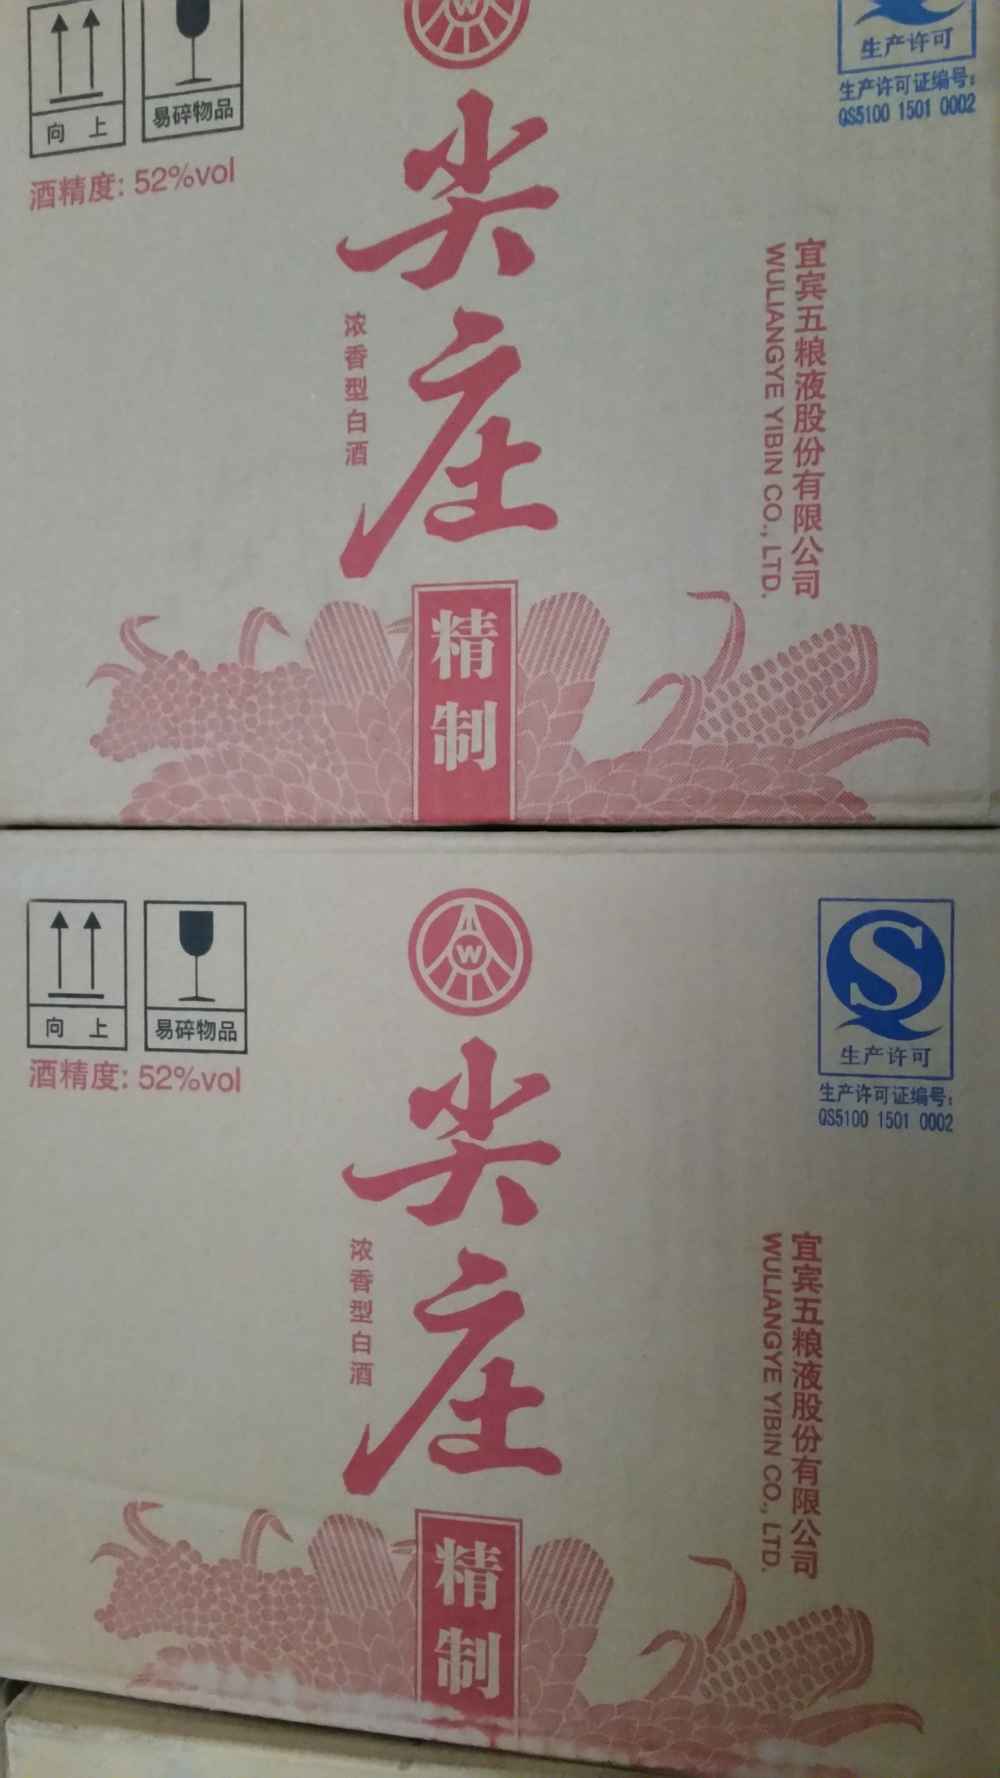 向上
易碎物品
酒精度: 52%vol
W
生产许可
生产许可证编号:
QS5100 1501 0002
尖庄
浓香型白酒
宜宾五粮液股份有限公司
WULIANGYE YIBIN CO., LTD.
精制
向上
易碎物品
酒精度: 52%vol
W
S
生产许可
生产许可证编号:
QS5100 1501 0002
尖庄
浓香型白酒
宜宾五粮液股份有限公司
WULIANGYE YIBIN CO., LTD.
精制